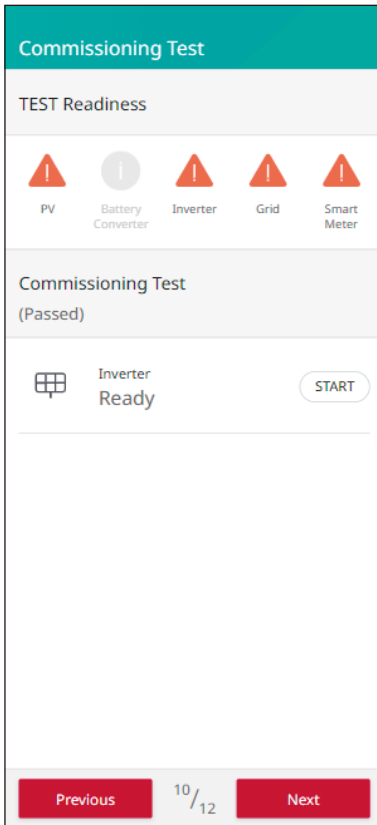 Commissioning Test
TEST Readiness
PV
Battery
Converter
Inverter
Grid
Smart
Meter
Commissioning Test
(Passed)
Inverter
Ready
START
Previous
10/12
Next